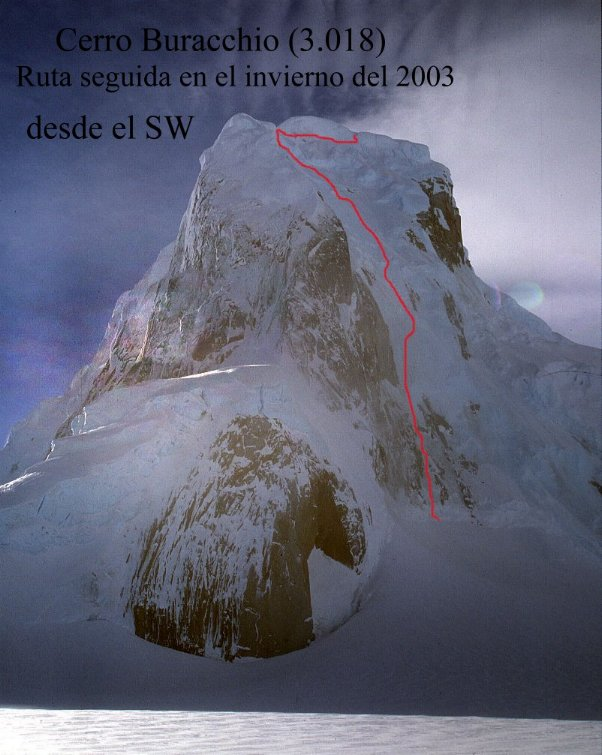 Cerro Buracchio (3.018)
Ruta seguida en el invierno del 2003
desde el SW